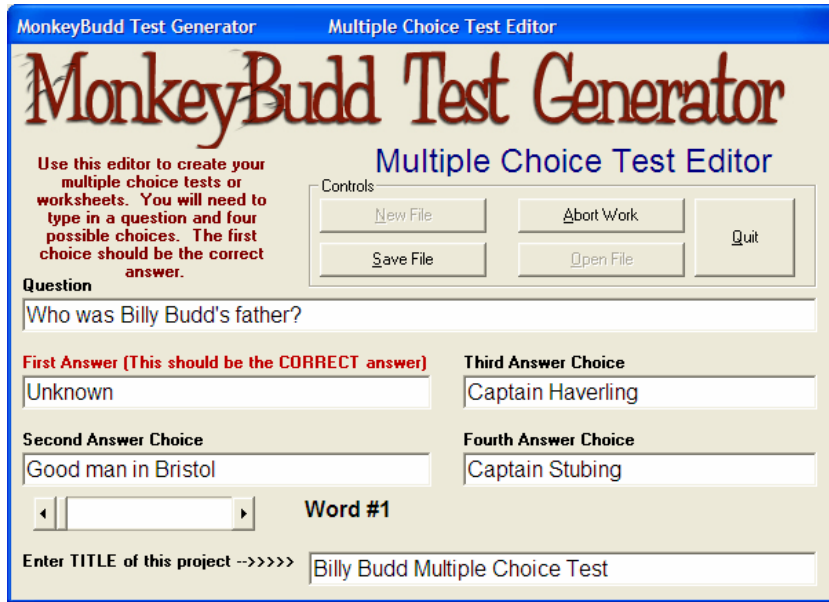 MonkeyBudd Test Generator Multiple Choice Test Editor
MonkeyBudd Test Generator
Use this editor to create your
multiple choice tests or
worksheets. You will need to
type in a question and four
possible choices. The first
choice should be the correct
answer.
Multiple Choice Test Editor
Controls
New File
Abort Work
Quit
Save File
Open File
Question
Who was Billy Budd's father?
First Answer (This should be the CORRECT answer)
Third Answer Choice
Unknown
Captain Haverling
Second Answer Choice
Fourth Answer Choice
Good man in Bristol
Captain Stubing
Word #1
Enter TITLE of this project -->>>>>
Billy Budd Multiple Choice Test